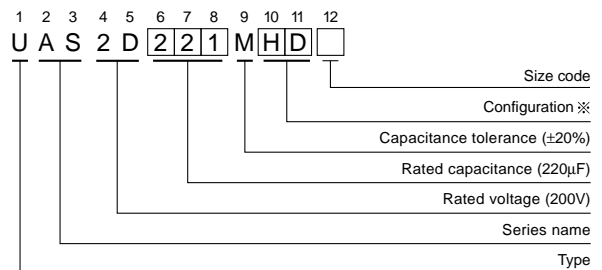 1 2 3 4 5 6 7 8 9 10 11 12
U A S 2 D 2 2 1 M H D
Size code
Configuration ※
Capacitance tolerance (±20%)
Rated capacitance (220µF)
Rated voltage (200V)
Series name
Type